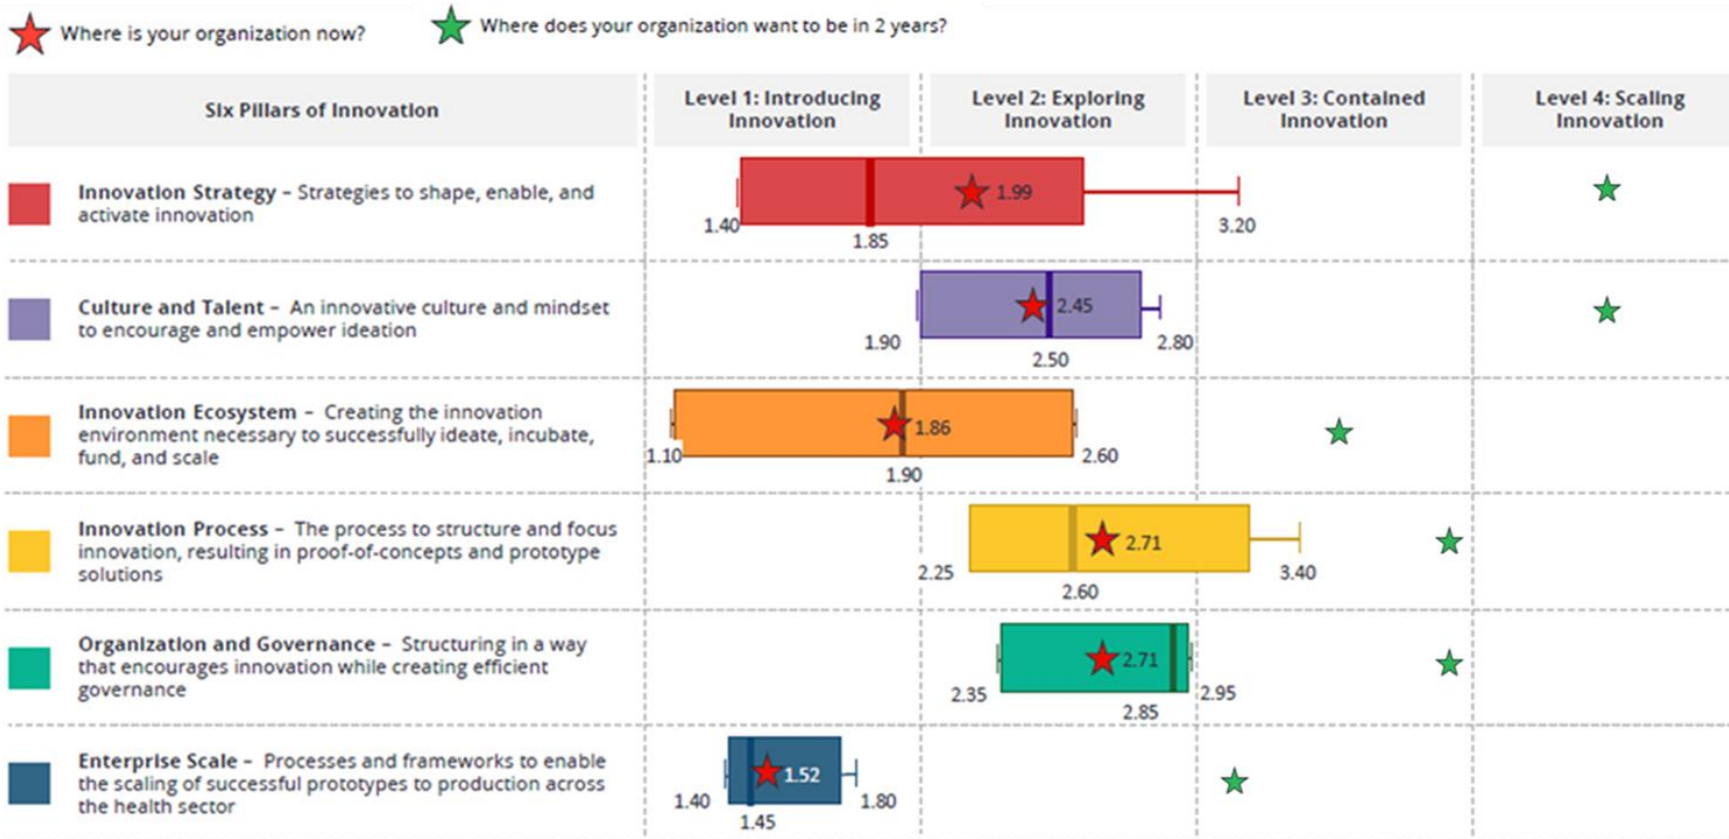 Where is your organization now?
Where does your organization want to be in 2 years?
Six Pillars of Innovation
Level 1: Introducing
Innovation
Level 2: Exploring
Innovation
Level 3: Contained
Innovation
Level 4: Scaling
Innovation
Innovation Strategy – Strategies to shape, enable, and
activate innovation
1.99
1.40
1.85
3.20
Culture and Talent – An innovative culture and mindset
to encourage and empower ideation
2.45
1.90
2.50
2.80
Innovation Ecosystem – Creating the innovation
environment necessary to successfully ideate, incubate,
fund, and scale
1.86
1.10
1.90
2.60
Innovation Process – The process to structure and focus
innovation, resulting in proof-of-concepts and prototype
solutions
2.71
2.25
2.60
3.40
Organization and Governance – Structuring in a way
that encourages innovation while creating efficient
governance
2.71
2.35
2.85
2.95
Enterprise Scale – Processes and frameworks to enable
the scaling of successful prototypes to production across
the health sector
1.52
1.40
1.45
1.80